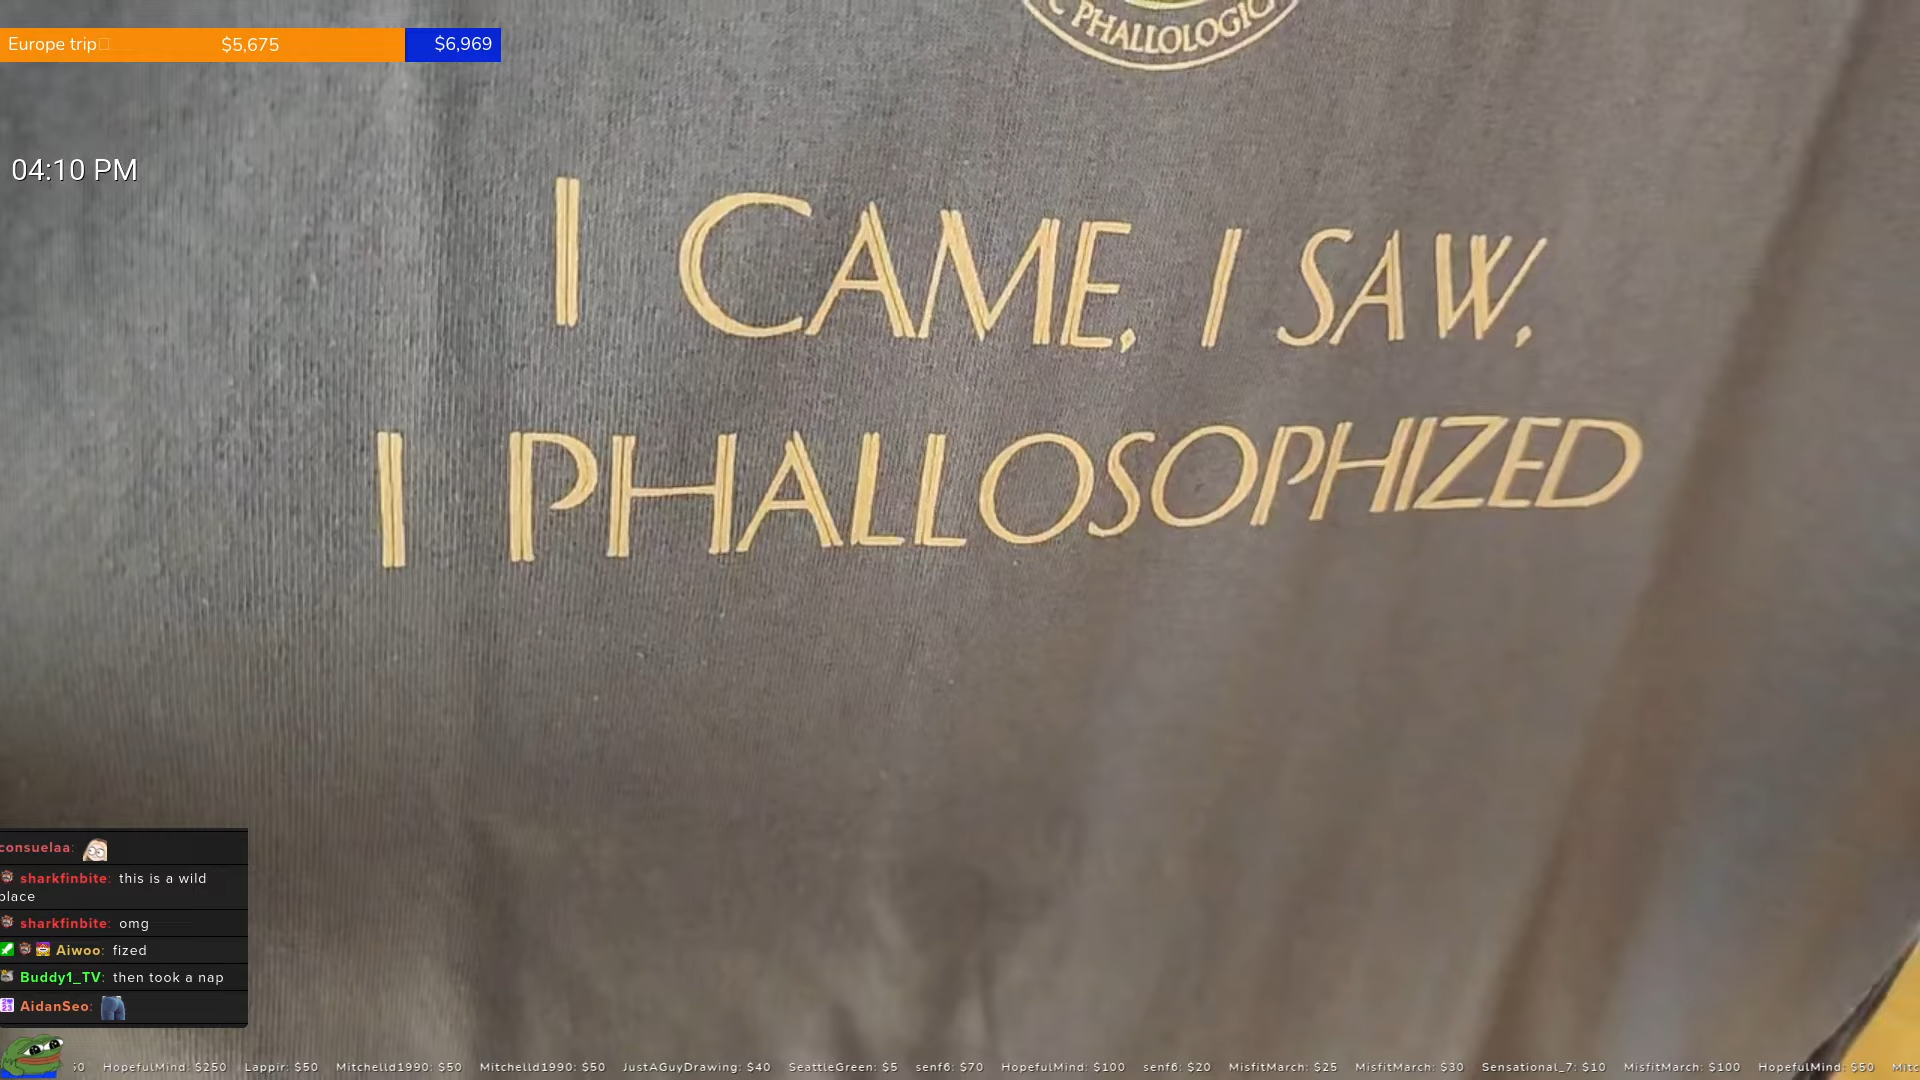 Europe trip $5,675 $6,969
C PHALLOLOGIC
04:10 PM
I CAME, I SAW,
I PHALLOSOPHIZED
consuelaa:
sharkfinbite: this is a wild
place
sharkfinbite: omg
Aiwoo: fized
Buddy1_TV: then took a nap
AidanSeo:
50 HopefulMind: $250 Lappir: $50 Mitchelld1990: $50 Mitchelld1990: $50 JustAGuyDrawing: $40 SeattleGreen: $5 senf6: $70 HopefulMind: $100 senf6: $20 MisfitMarch: $25 MisfitMarch: $30 Sensational_7: $10 MisfitMarch: $100 HopefulMind: $50 Mitc